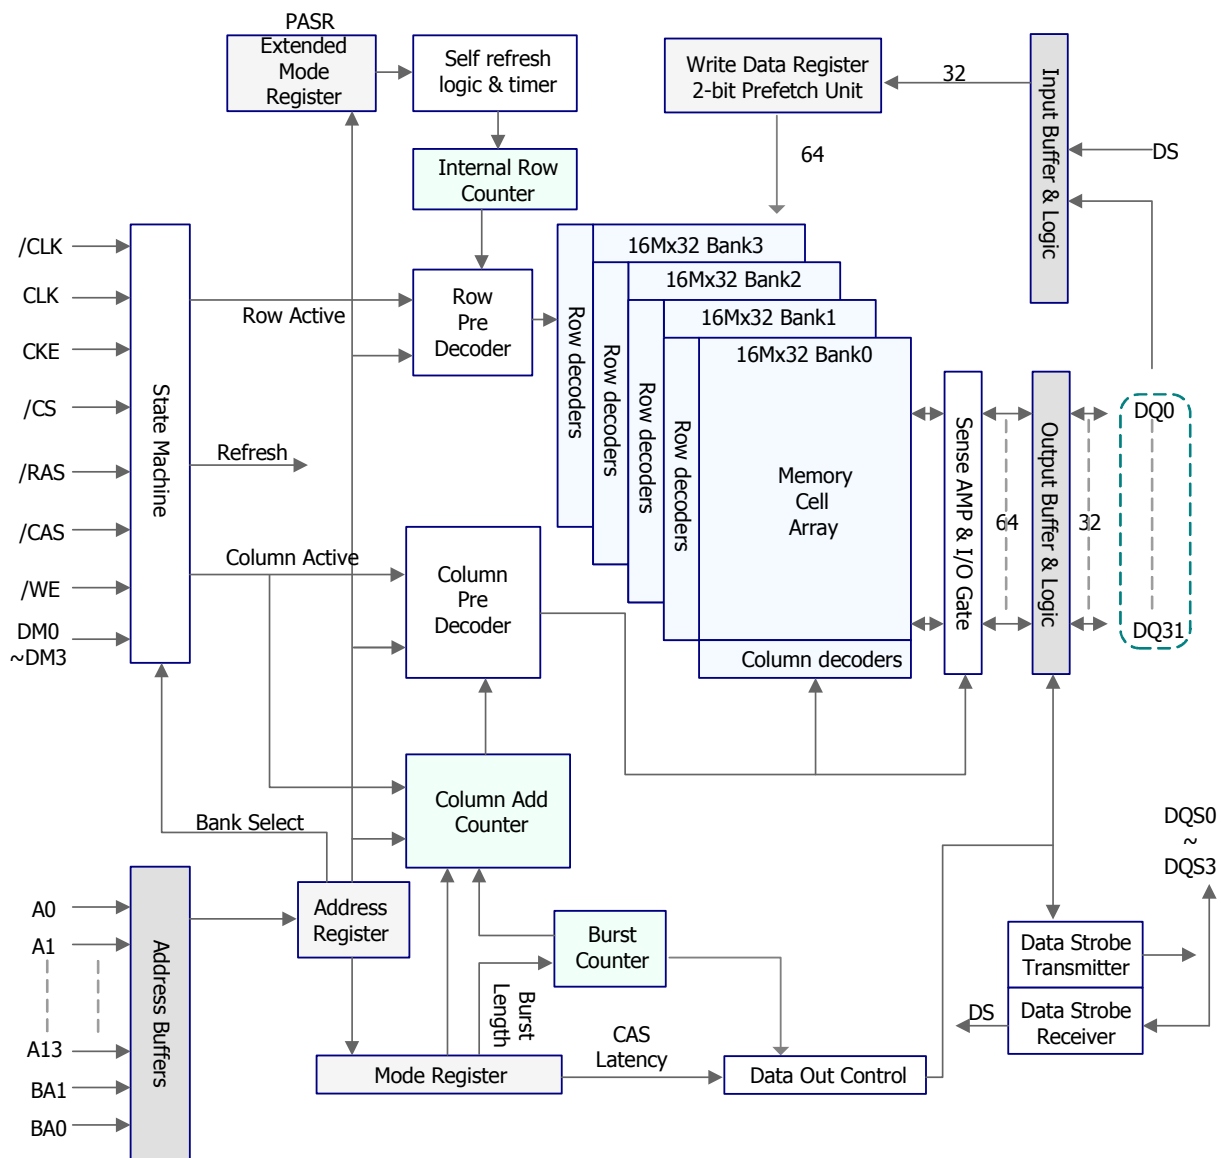 PASR
Extended
Mode
Register
Self refresh
logic & timer
Internal Row
Counter
Write Data Register
2-bit Prefetch Unit
32
64
Input Buffer & Logic
DS
/CLK
CLK
CKE
/CS
/RAS
/CAS
/WE
DM0
~DM3
State Machine
Row Active
Refresh
Column Active
Bank Select
Row
Pre
Decoder
Column
Pre
Decoder
16Mx32 Bank3
16Mx32 Bank2
16Mx32 Bank1
16Mx32 Bank0
Row decoders
Row decoders
Row decoders
Row decoders
Memory
Cell
Array
Column decoders
Sense AMP & I/O Gate
64
Output Buffer & Logic
32
DQ0
DQ31
Column Add
Counter
A0
A1
A13
BA1
BA0
Address Buffers
Address
Register
Burst
Counter
Burst
Length
Mode Register
CAS
Latency
Data Out Control
DQS0
~
DQS3
Data Strobe
Transmitter
Data Strobe
Receiver
DS